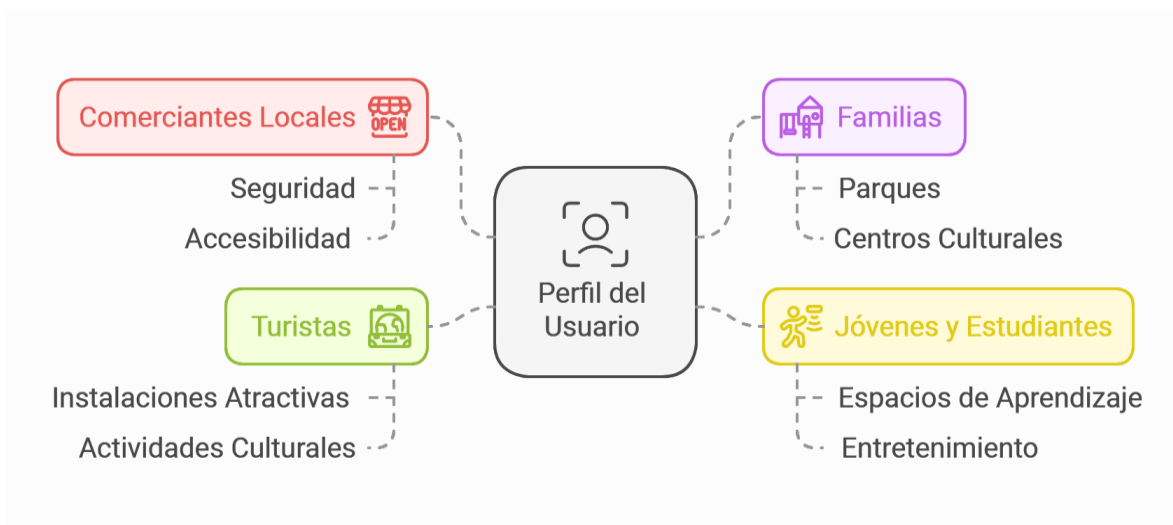 Comerciantes Locales
OPEN
Seguridad
Accesibilidad
Turistas
Instalaciones Atractivas
Actividades Culturales
Perfil del
Usuario
Familias
Parques
Centros Culturales
Jóvenes y Estudiantes
Espacios de Aprendizaje
Entretenimiento